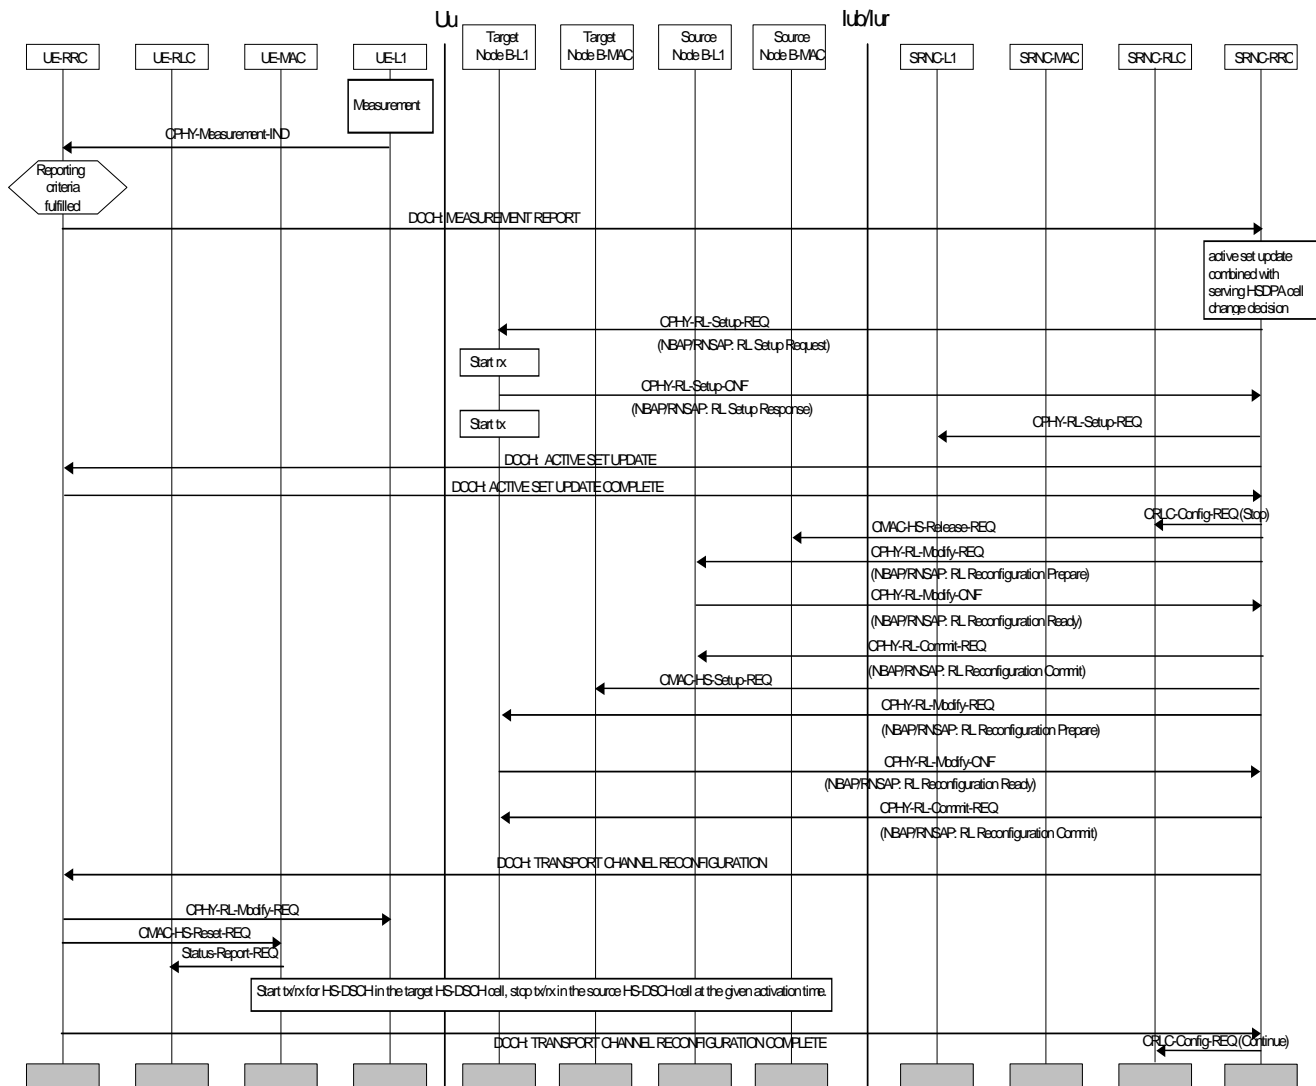 Uu
Iub/Iur
UE-RRC
UE-RLC
UE-MAC
UE-L1
Target
Node B-L1
Target
Node B-MAC
Source
Node B-L1
Source
Node B-MAC
SRNC-L1
SRNC-MAC
SRNC-RLC
SRNC-RRC
Measurement
CPHY-Measurement-IND
Reporting
criteria
fulfilled
DCCH: MEASUREMENT REPORT
active set update
combined with
serving HSDPA cell
change decision
CPHY-RL-Setup-REQ
(NBAP/RNSAP: RL Setup Request)
Start rx
CPHY-RL-Setup-CNF
(NBAP/RNSAP: RL Setup Response)
Start tx
CPHY-RL-Setup-REQ
DCCH: ACTIVE SET UPDATE
DCCH: ACTIVE SET UPDATE COMPLETE
CRLC-Config-REQ (Stop)
CMAC-HS-Release-REQ
CPHY-RL-Modify-REQ
(NBAP/RNSAP: RL Reconfiguration Prepare)
CPHY-RL-Modify-CNF
(NBAP/RNSAP: RL Reconfiguration Ready)
CPHY-RL-Commit-REQ
(NBAP/RNSAP: RL Reconfiguration Commit)
CMAC-HS-Setup-REQ
CPHY-RL-Modify-REQ
(NBAP/RNSAP: RL Reconfiguration Prepare)
CPHY-RL-Modify-CNF
(NBAP/RNSAP: RL Reconfiguration Ready)
CPHY-RL-Commit-REQ
(NBAP/RNSAP: RL Reconfiguration Commit)
DCCH: TRANSPORT CHANNEL RECONFIGURATION
CPHY-RL-Modify-REQ
CMAC-HS-Reset-REQ
Status-Report-REQ
Start tx/rx for HS-DSCH in the target HS-DSCH cell, stop tx/rx in the source HS-DSCH cell at the given activation time.
DCCH: TRANSPORT CHANNEL RECONFIGURATION COMPLETE
CRLC-Config-REQ (Continue)